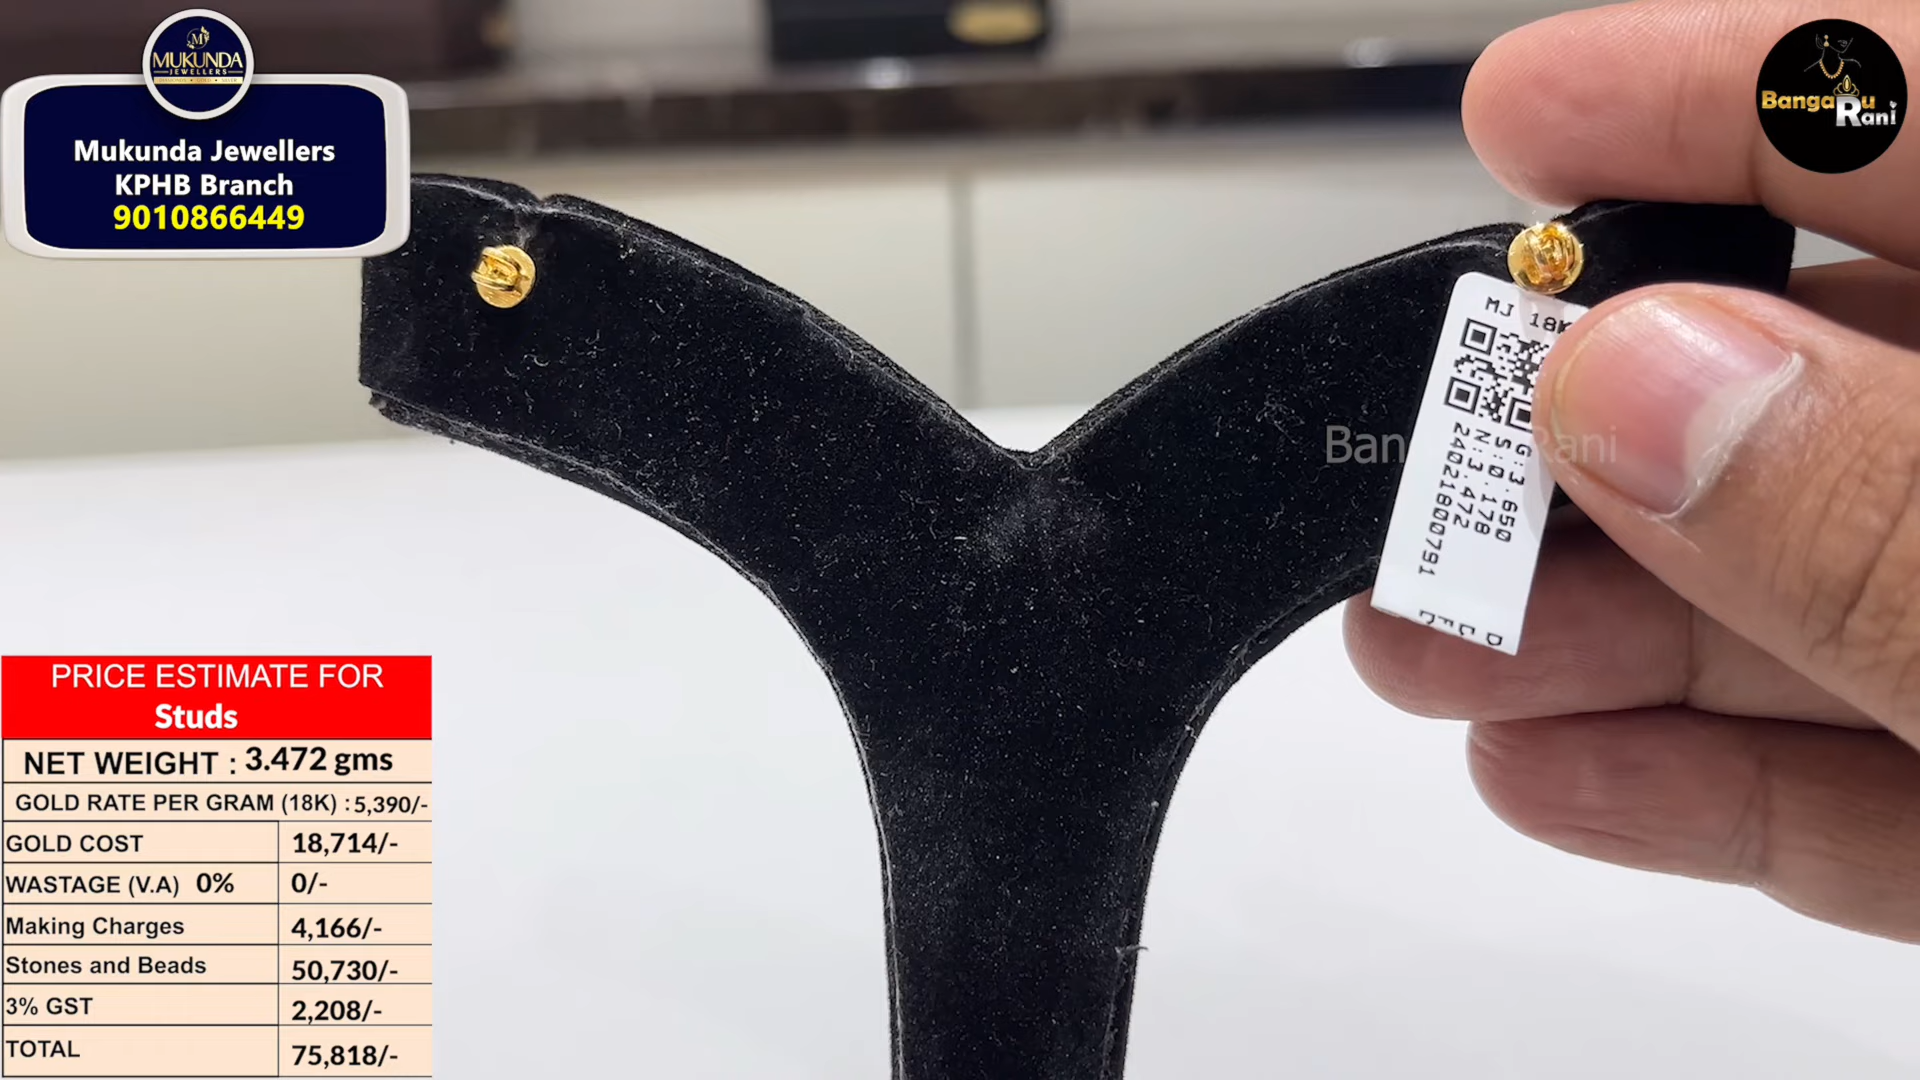 MUKUNDA
JEWELLERS
Mukunda Jewellers
KPHB Branch
9010866449
Bangaru
Rani
MJ 18K
G:3.650
S:0.178
N:3.472
24021800791
Ban Rani
PRICE ESTIMATE FOR
Studs
NET WEIGHT : 3.472 gms
GOLD RATE PER GRAM (18K) : 5,390/-
GOLD COST 18,714/-
WASTAGE (V.A) 0% 0/-
Making Charges 4,166/-
Stones and Beads 50,730/-
3% GST 2,208/-
TOTAL 75,818/-